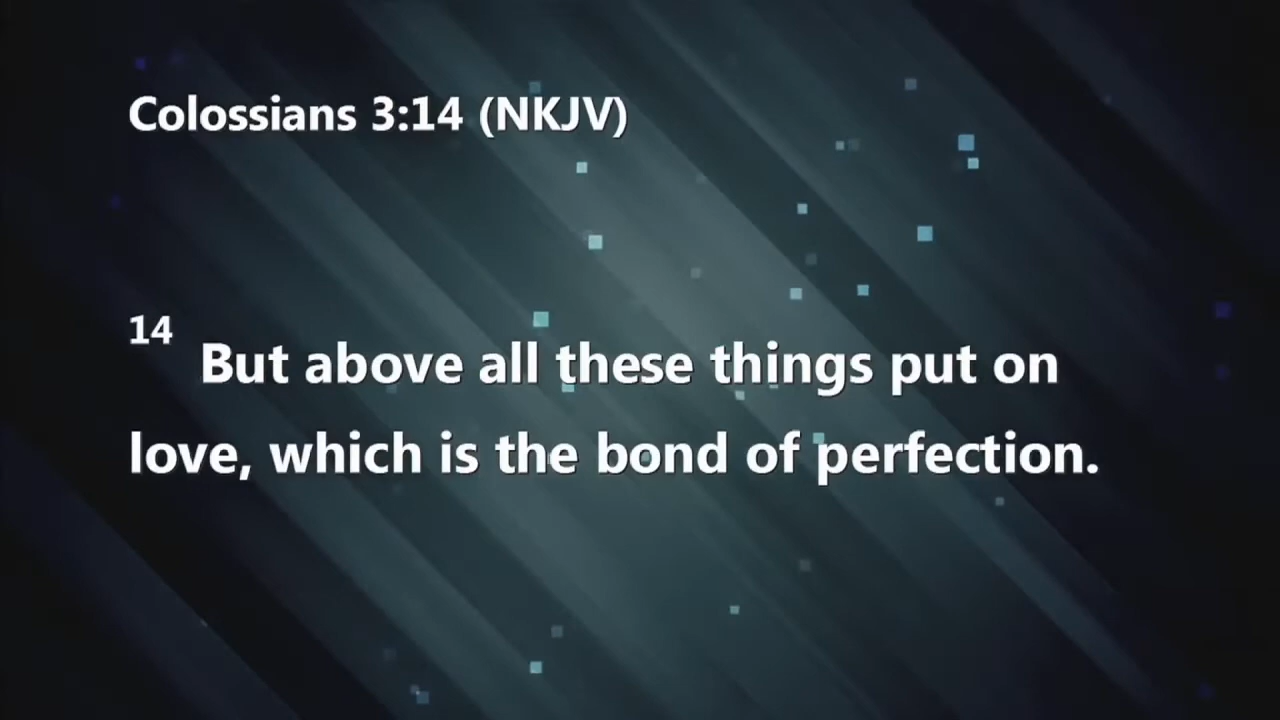 Colossians 3:14 (NKJV)
14 But above all these things put on
love, which is the bond of perfection.